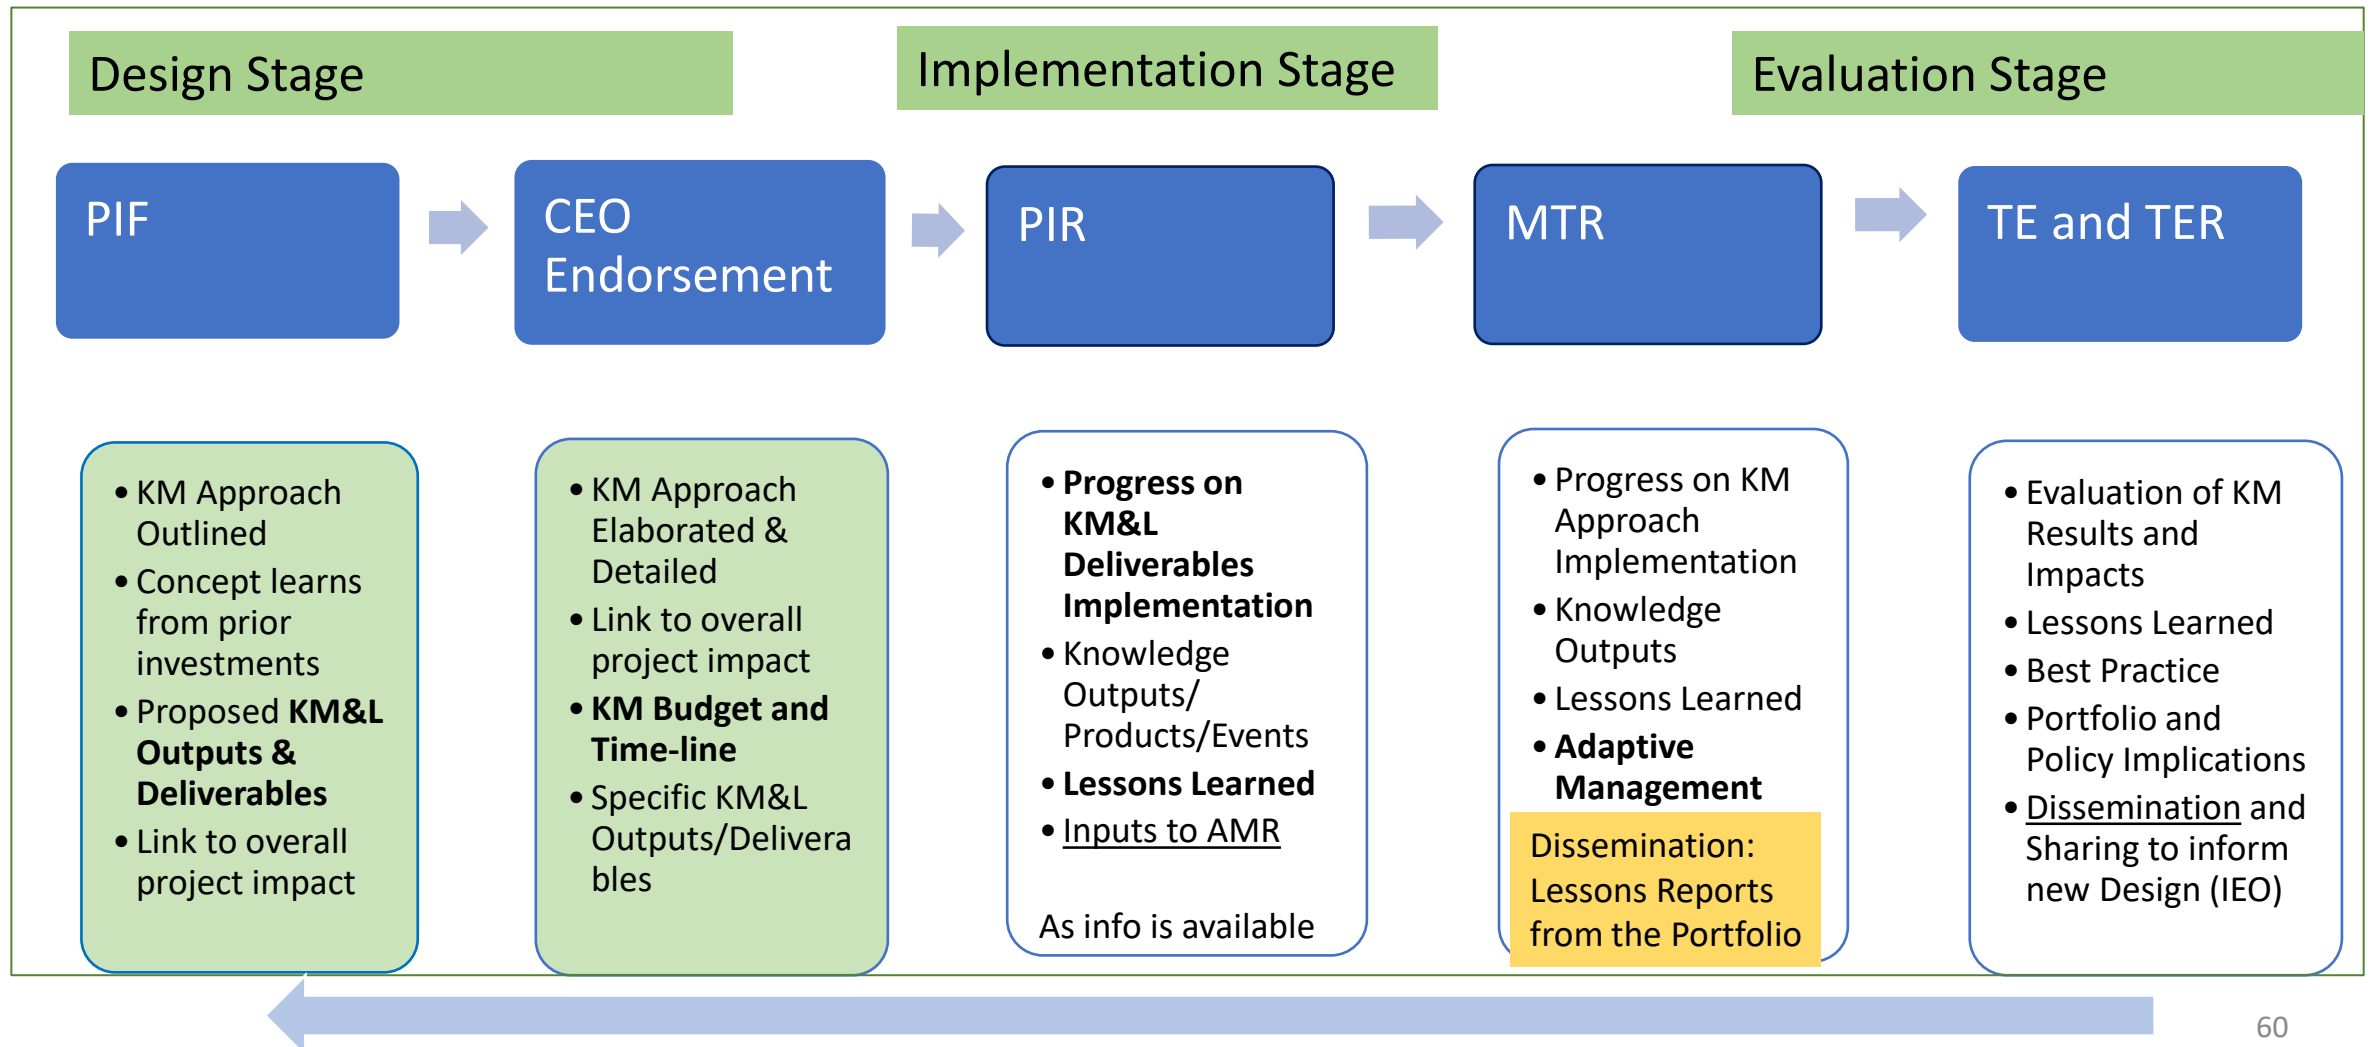 Design Stage
Implementation Stage
Evaluation Stage
PIF
CEO
Endorsement
PIR
MTR
TE and TER
• KM Approach
Outlined
• Concept learns
from prior
investments
• Proposed KM&L
Outputs &
Deliverables
• Link to overall
project impact
• KM Approach
Elaborated &
Detailed
• Link to overall
project impact
• KM Budget and
Time-line
• Specific KM&L
Outputs/Delivera
bles
• Progress on
KM&L
Deliverables
Implementation
• Knowledge
Outputs/
Products/Events
• Lessons Learned
• Inputs to AMR
As info is available
• Progress on KM
Approach
Implementation
• Knowledge
Outputs
• Lessons Learned
• Adaptive
Management
Dissemination:
Lessons Reports
from the Portfolio
• Evaluation of KM
Results and
Impacts
• Lessons Learned
• Best Practice
• Portfolio and
Policy Implications
• Dissemination and
Sharing to inform
new Design (IEO)
60